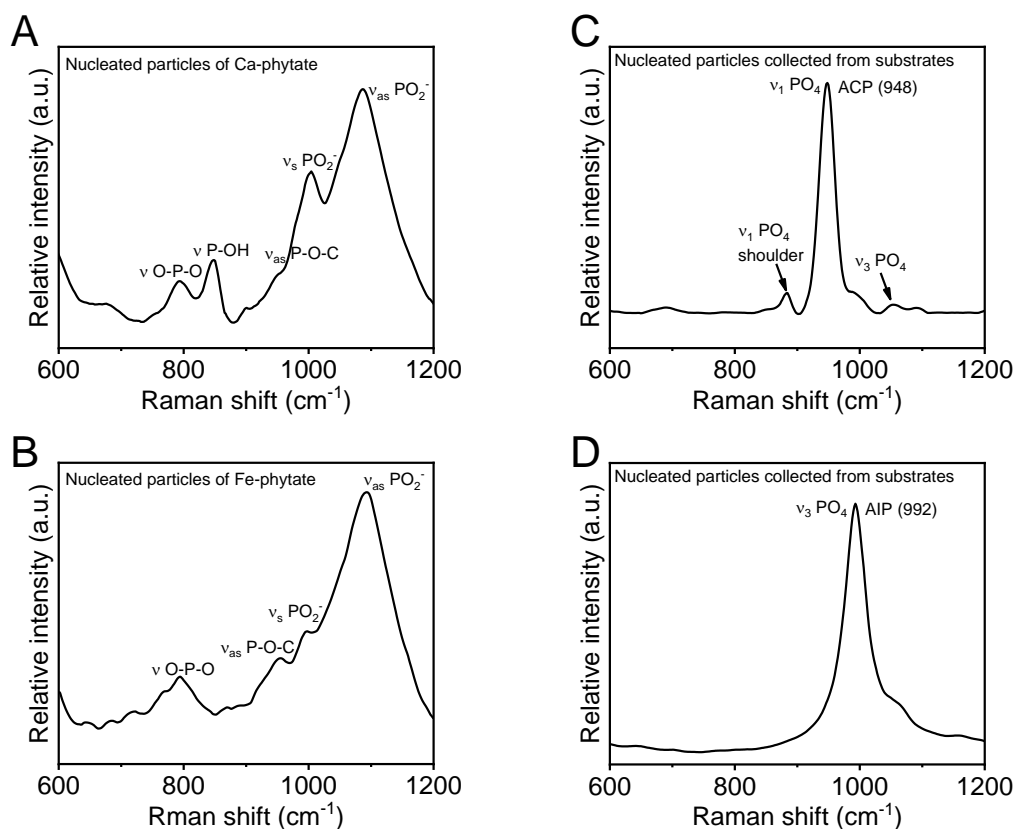 A
Nucleated particles of Ca-phytate
νas PO2-
νs PO2-
ν P-OH
νas P-O-C
ν O-P-O
Relative intensity (a.u.)
600 800 1000 1200
Raman shift (cm-1)
B
Nucleated particles of Fe-phytate
νas PO2-
νs PO2-
νas P-O-C
ν O-P-O
Relative intensity (a.u.)
600 800 1000 1200
Rman shift (cm-1)
C
Nucleated particles collected from substrates
ν1 PO4 ACP (948)
ν1 PO4
shoulder
ν3 PO4
Relative intensity (a.u.)
600 800 1000 1200
Raman shift (cm-1)
D
Nucleated particles collected from substrates
ν3 PO4 AIP (992)
Relative intensity (a.u.)
600 800 1000 1200
Raman shift (cm-1)